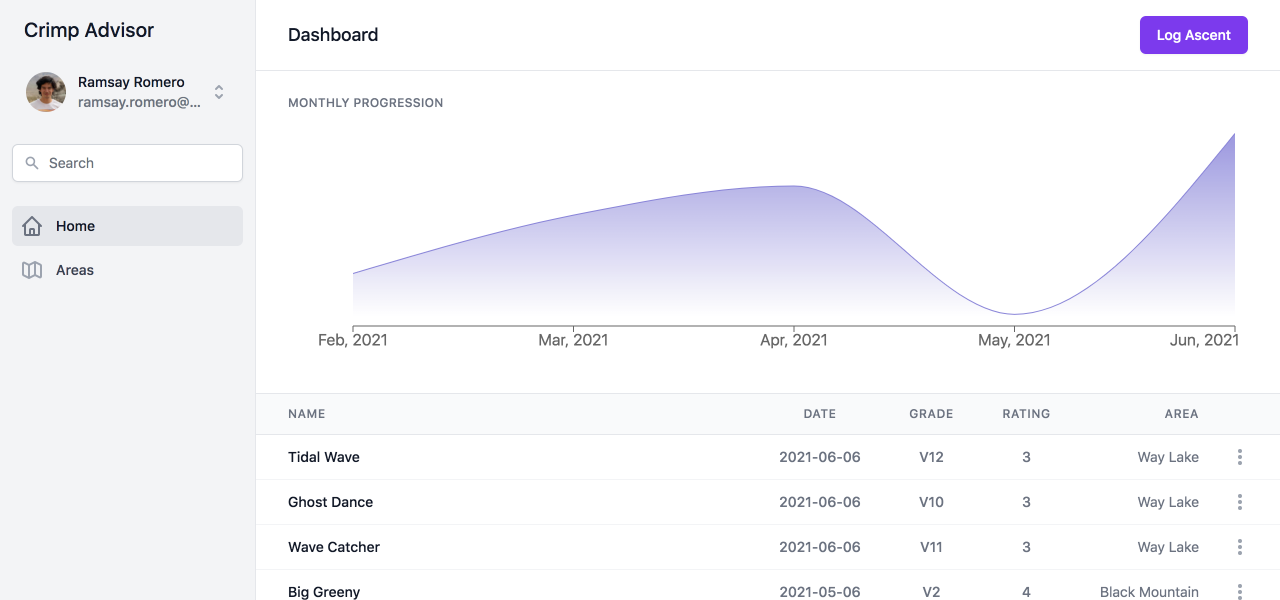 Crimp Advisor
Ramsay Romero
ramsay.romero@...
Search
Home
Areas
Dashboard
Log Ascent
MONTHLY PROGRESSION
Feb, 2021 Mar, 2021 Apr, 2021 May, 2021 Jun, 2021
NAME DATE GRADE RATING AREA
Tidal Wave 2021-06-06 V12 3 Way Lake
Ghost Dance 2021-06-06 V10 3 Way Lake
Wave Catcher 2021-06-06 V11 3 Way Lake
Big Greeny 2021-05-06 V2 4 Black Mountain